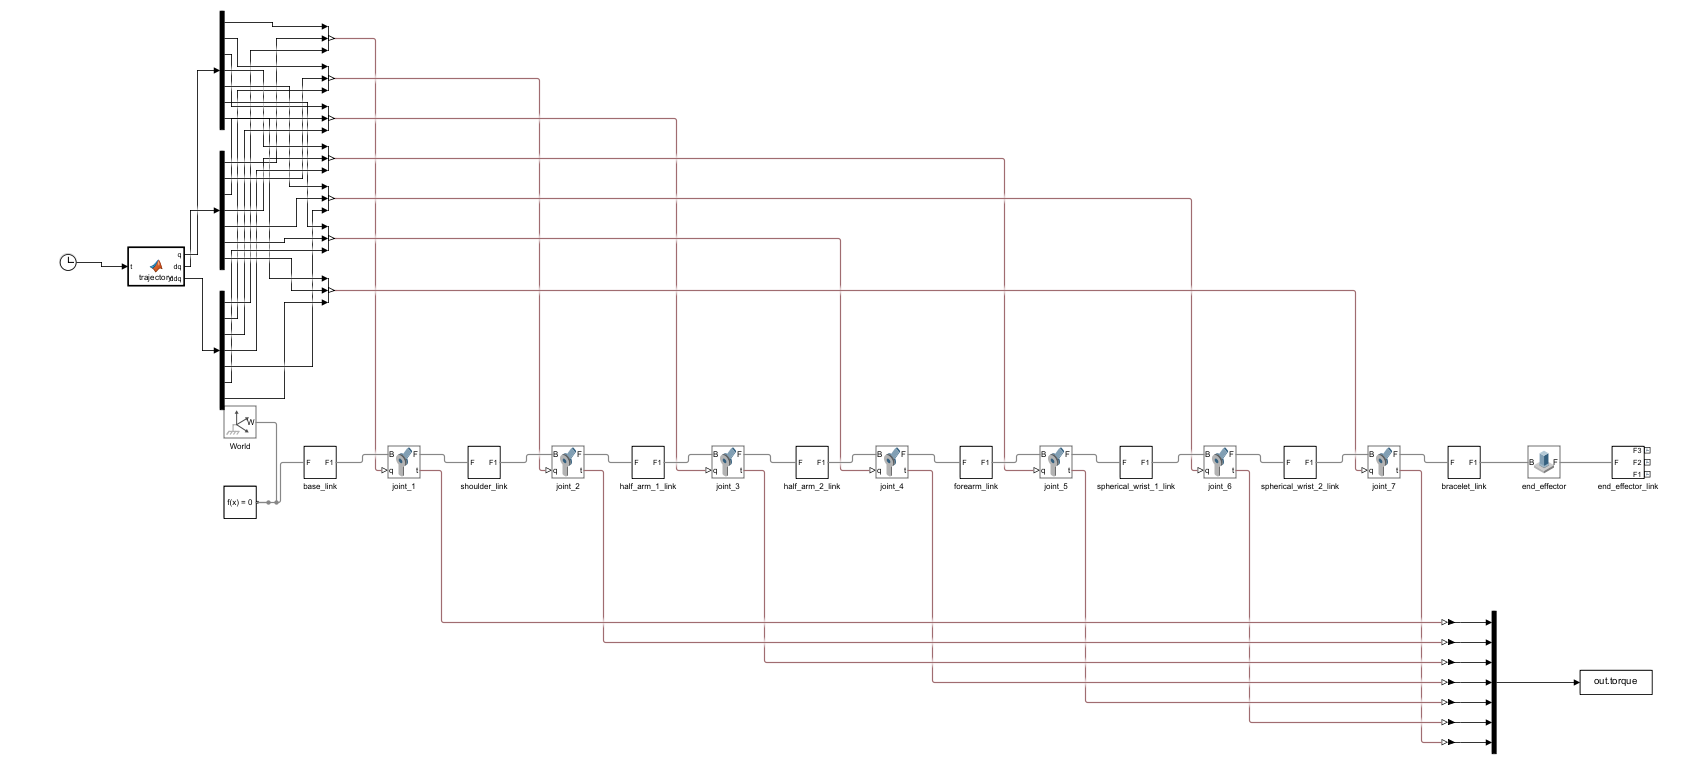 q
t
dq
trajectory
ddq
W
World
f(x) = 0
F
F1
base_link
B
F
q
t
joint_1
F
F1
shoulder_link
B
F
q
t
joint_2
F
F1
half_arm_1_link
B
F
q
t
joint_3
F
F1
half_arm_2_link
B
F
q
t
joint_4
F
F1
forearm_link
B
F
q
t
joint_5
F
F1
spherical_wrist_1_link
B
F
q
t
joint_6
F
F1
spherical_wrist_2_link
B
F
q
t
joint_7
F
F1
bracelet_link
B
F
end_effector
F3
F
F2
F1
end_effector_link
out.torque